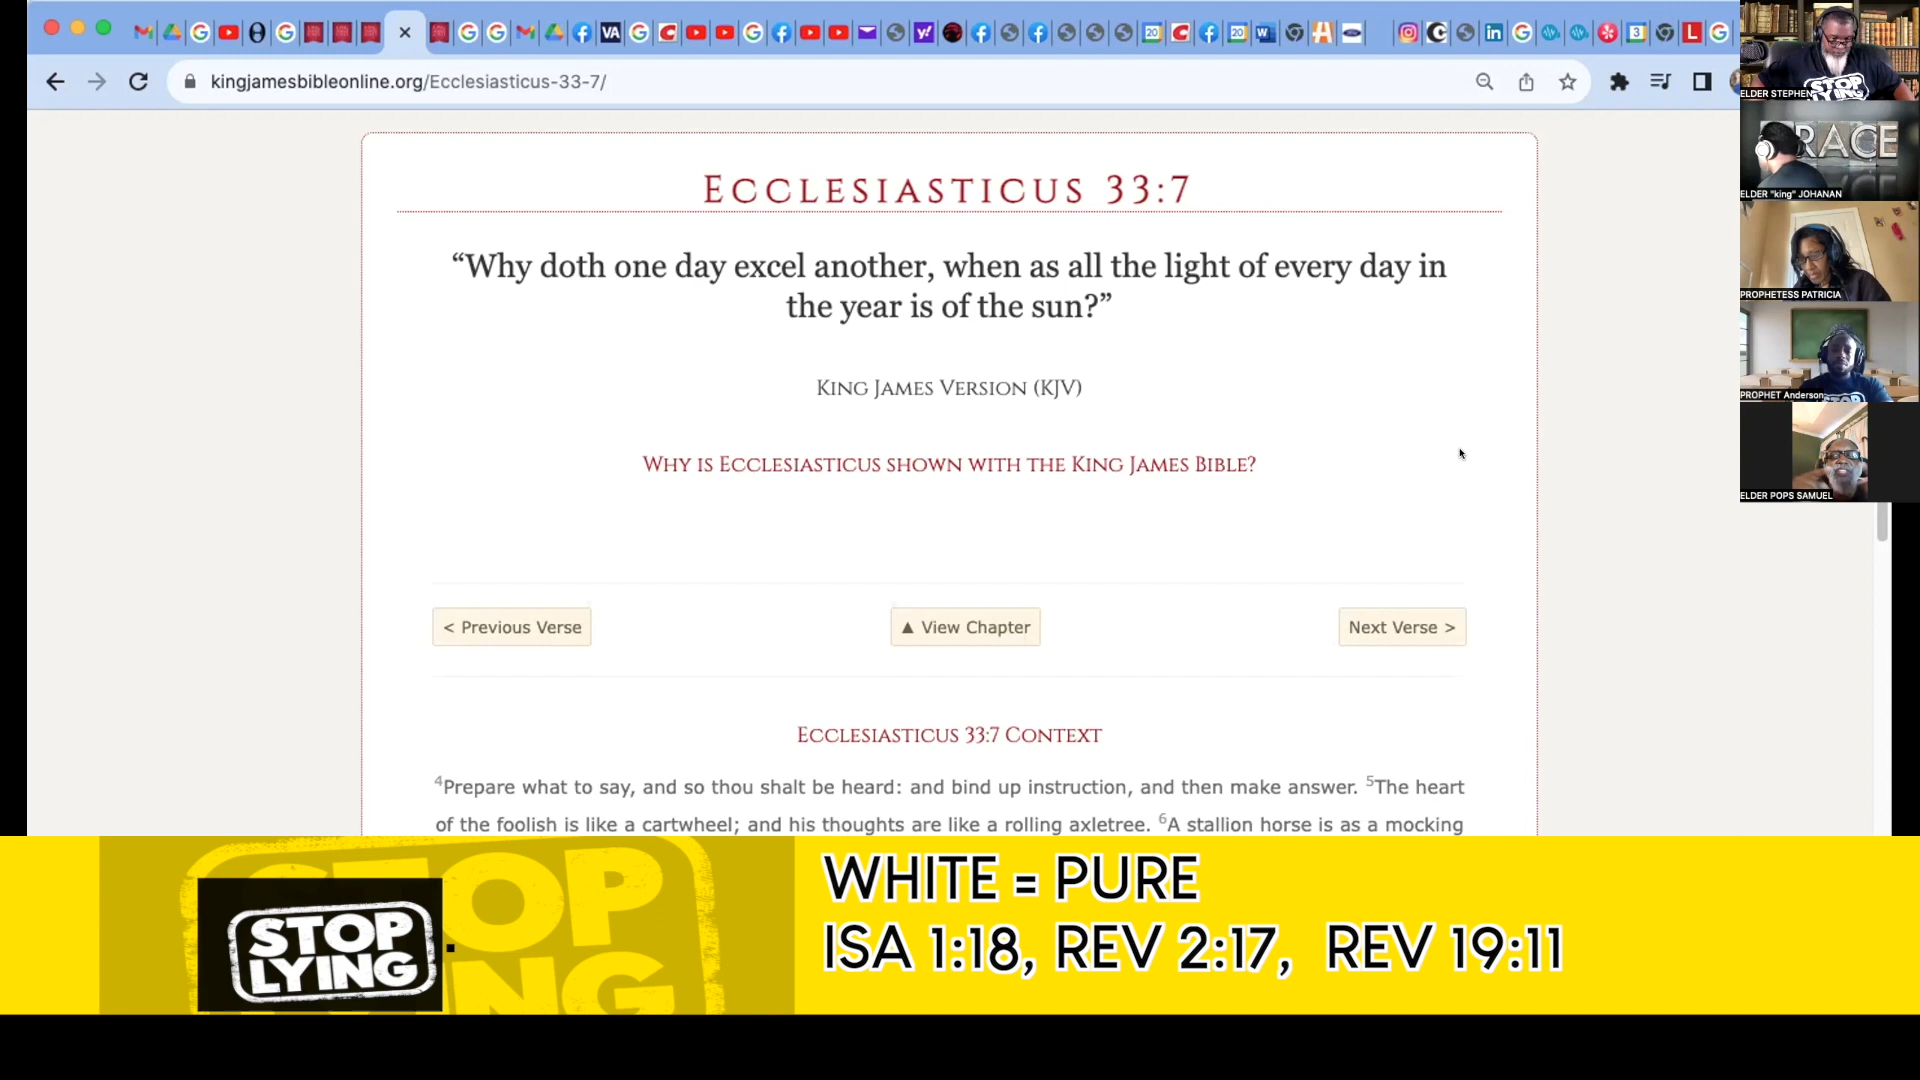 kingjamesbibleonline.org/Ecclesiasticus-33-7/
ECCLESIASTICUS 33:7
“Why doth one day excel another, when as all the light of every day in
the year is of the sun?”
KING JAMES VERSION (KJV)
WHY IS ECCLESIASTICUS SHOWN WITH THE KING JAMES BIBLE?
< Previous Verse
▲ View Chapter
Next Verse >
ECCLESIASTICUS 33:7 CONTEXT
4Prepare what to say, and so thou shalt be heard: and bind up instruction, and then make answer. 5The heart
of the foolish is like a cartwheel; and his thoughts are like a rolling axletree. 6A stallion horse is as a mocking
ELDER STEPHEN
STOP
LYING
RACE
ELDER "king" JOHANAN
PROPHETESS PATRICIA
PROPHET Anderson
STOP
ELDER POPS SAMUEL
STOP
LYING
STOP
LYING
WHITE = PURE
ISA 1:18, REV 2:17, REV 19:11